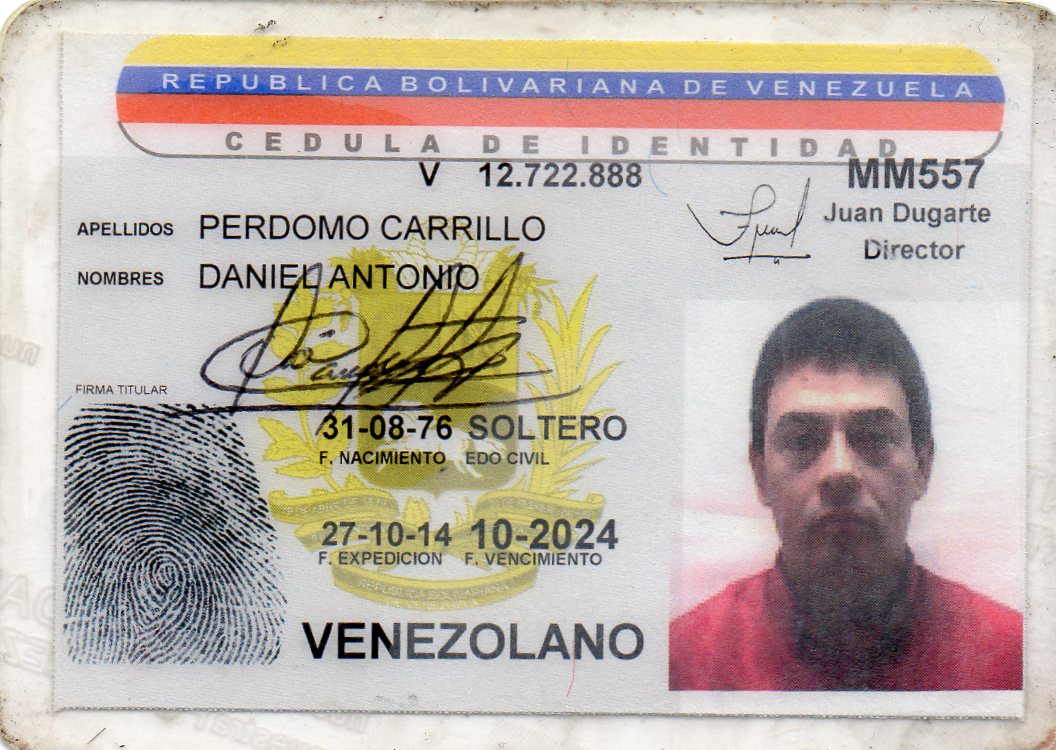 REPUBLICA BOLIVARIANA DE VENEZUELA
CEDULA DE IDENTIDAD
V 12.722.888
MM557
Juan Dugarte
Director
APELLIDOS PERDOMO CARRILLO
NOMBRES DANIEL ANTONIO
FIRMA TITULAR
31-08-76 SOLTERO
F. NACIMIENTO EDO CIVIL
27-10-14 10-2024
F. EXPEDICION F. VENCIMIENTO
VENEZOLANO